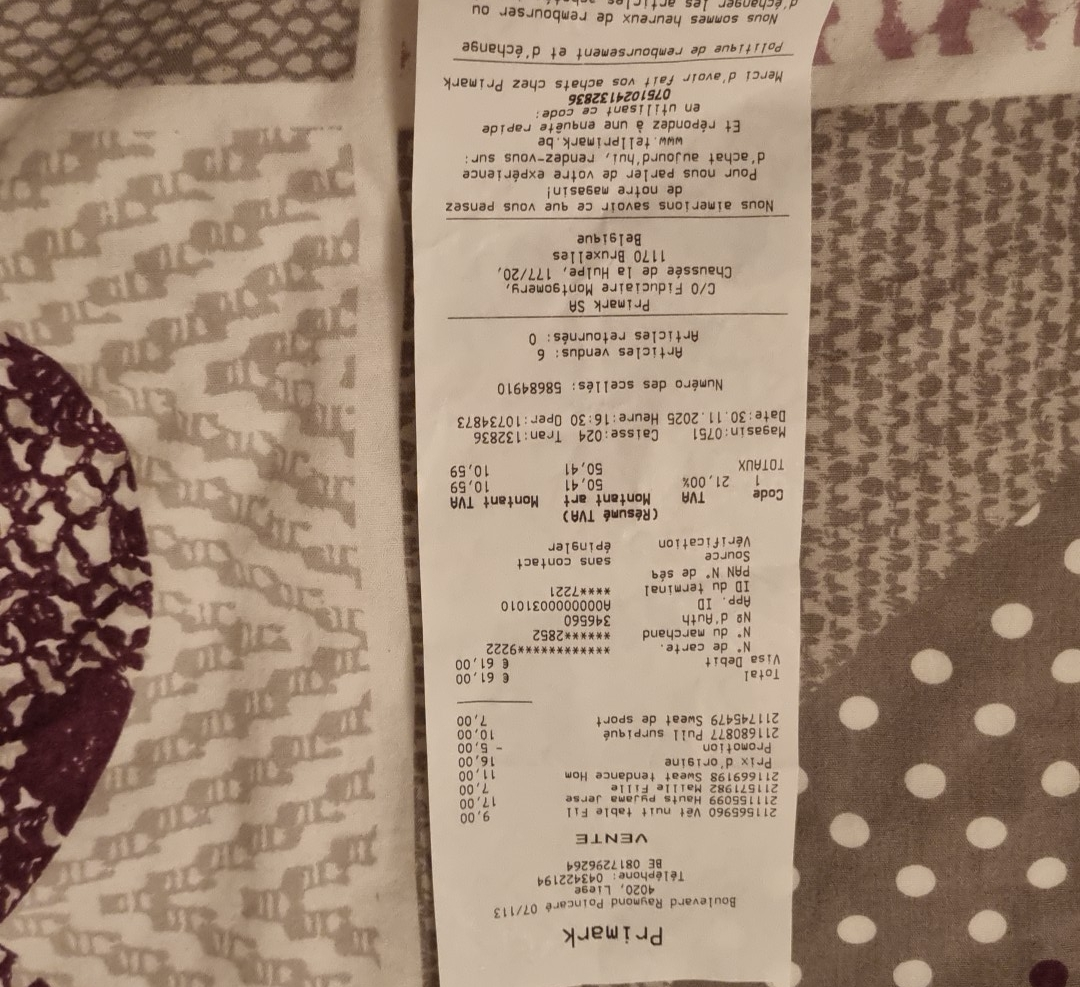 Primark
Boulevard Raymond Poincaré 07/113
4020, Liege
Téléphone: 043422194
BE 0817296264
VENTE
211565960 Vêt nuit table Fil 9,00
211155099 Hauts pyjama jerse 17,00
211571982 Maille Fille 7,00
211669198 Sweat tendance Hom 11,00
Prix d'origine 16,00
Promotion - 5,00
211680877 Pull surpiqué 10,00
211745479 Sweat de sport 7,00
Total € 61,00
Visa Debit € 61,00
N° de carte. ************9222
N° du marchand ******2852
Nº d'Auth 346560
App. ID A0000000031010
ID du terminal ****7221
PAN N° de séq
Source sans contact
Vérification épingler
(Résumé TVA)
Code TVA Montant art Montant TVA
1 21,00% 50,41 10,59
TOTAUX 50,41 10,59
Magasin:0751 Caisse:024 Tran:132836
Date:30.11.2025 Heure:16:30 Oper:10734873
Numéro des scellés: 58684910
Articles vendus: 6
Articles retournés: 0
Primark SA
C/O Fiduciaire Montgomery,
Chaussée de la Hulpe, 177/20,
1170 Bruxelles
Belgique
Nous aimerions savoir ce que vous pensez
de notre magasin!
Pour nous parler de votre expérience
d'achat aujourd'hui, rendez-vous sur:
www.tellprimark.be
Et répondez à une enquête rapide
en utilisant ce code:
0751024132836
Merci d'avoir fait vos achats chez Primark
Politique de remboursement et d'échange
Nous sommes heureux de rembourser ou
d'échanger les articles